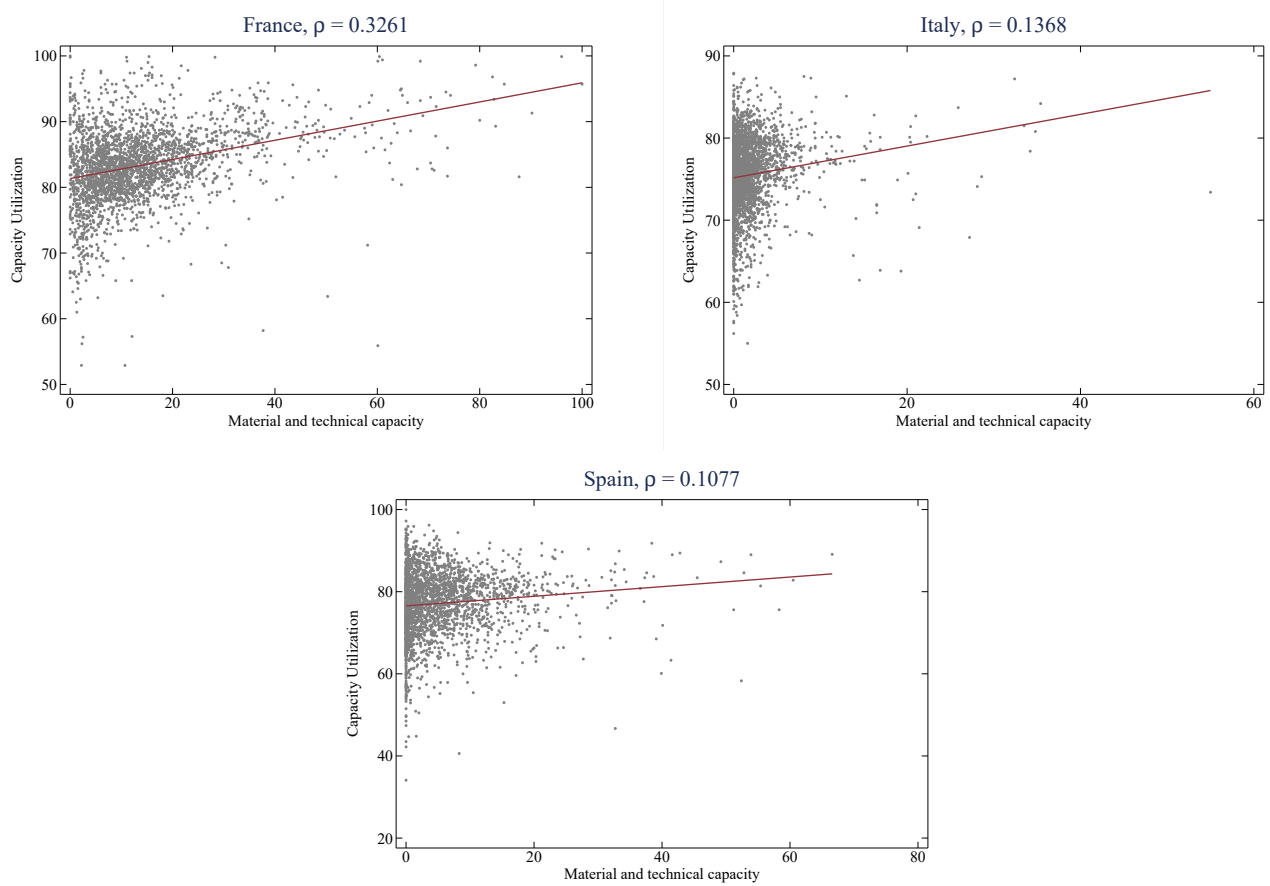 France, ρ = 0.3261
100
90
80
70
60
50
Capacity Utilization
0 20 40 60 80 100
Material and technical capacity
Italy, ρ = 0.1368
90
80
70
60
50
Capacity Utilization
0 20 40 60
Material and technical capacity
Spain, ρ = 0.1077
100
80
60
40
20
Capacity Utilization
0 20 40 60 80
Material and technical capacity